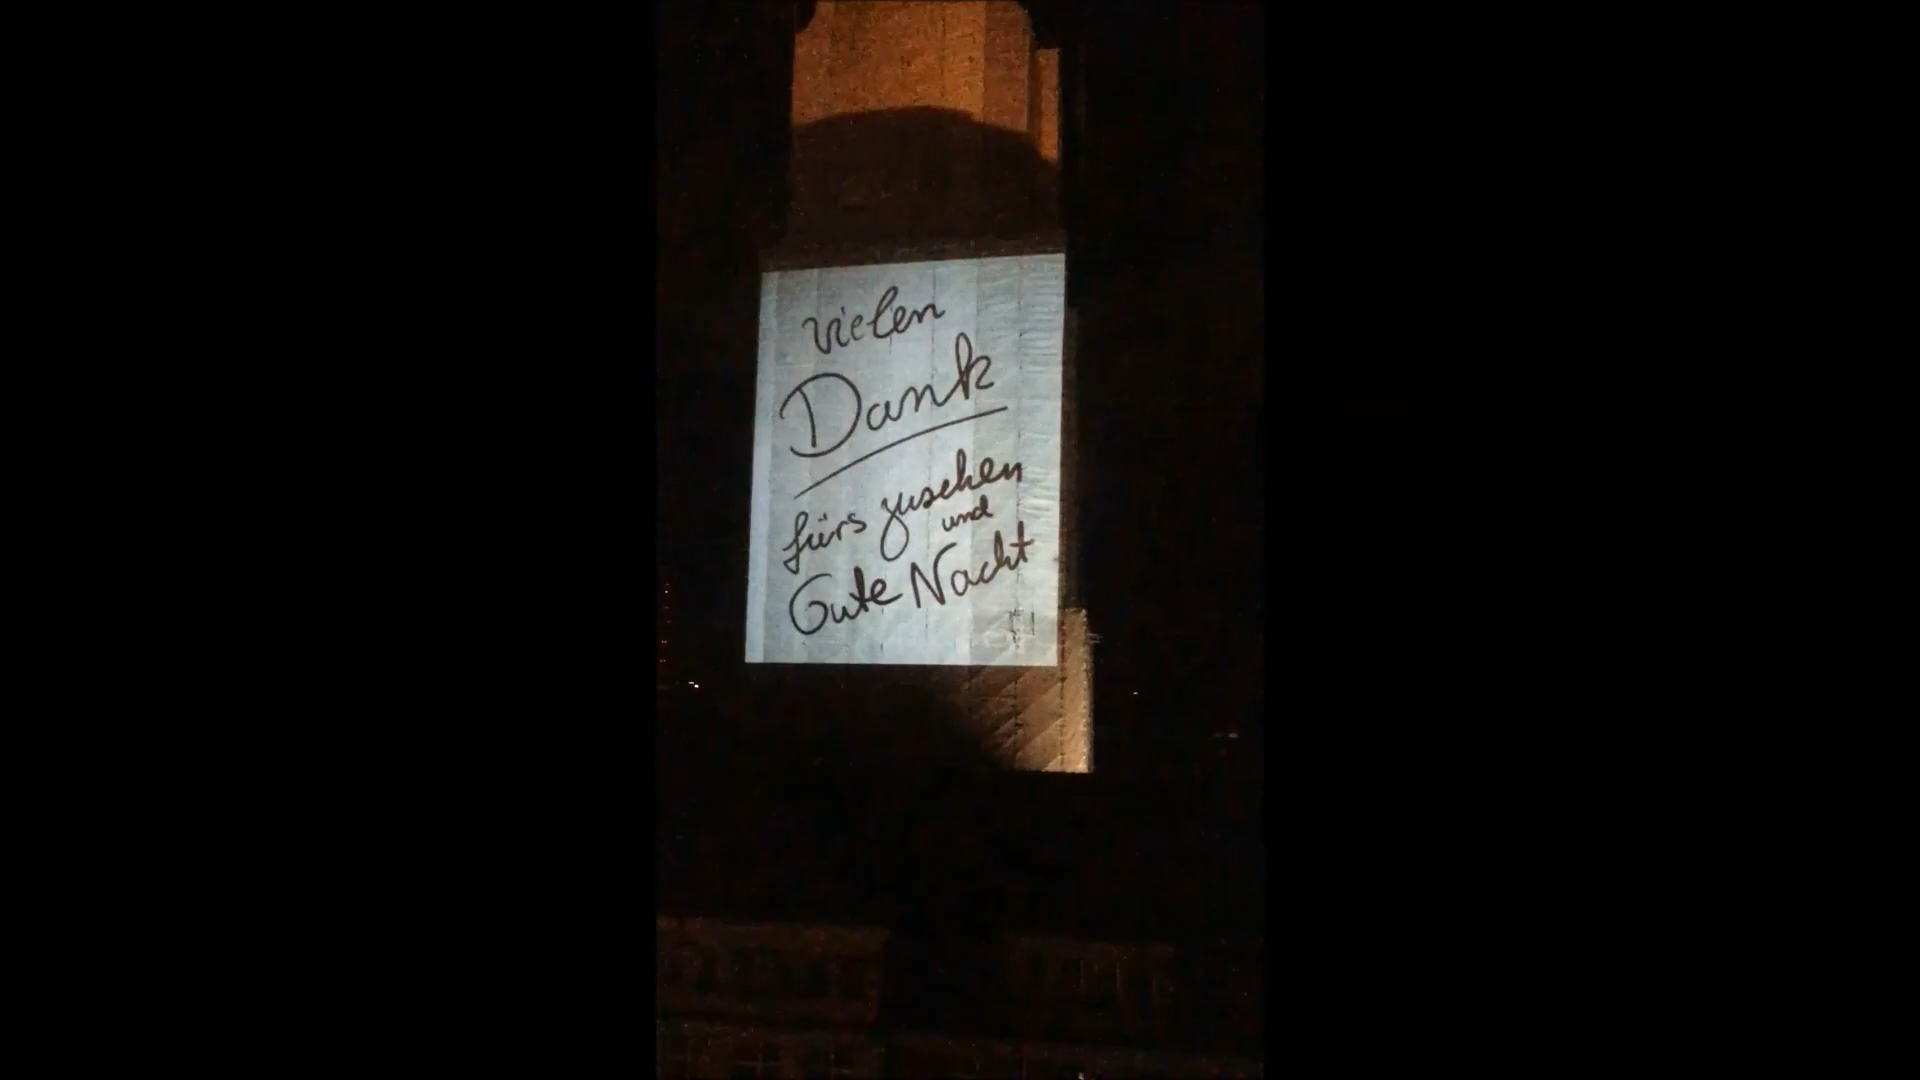 vielen
Dank
fürs zusehen
und
Gute Nacht